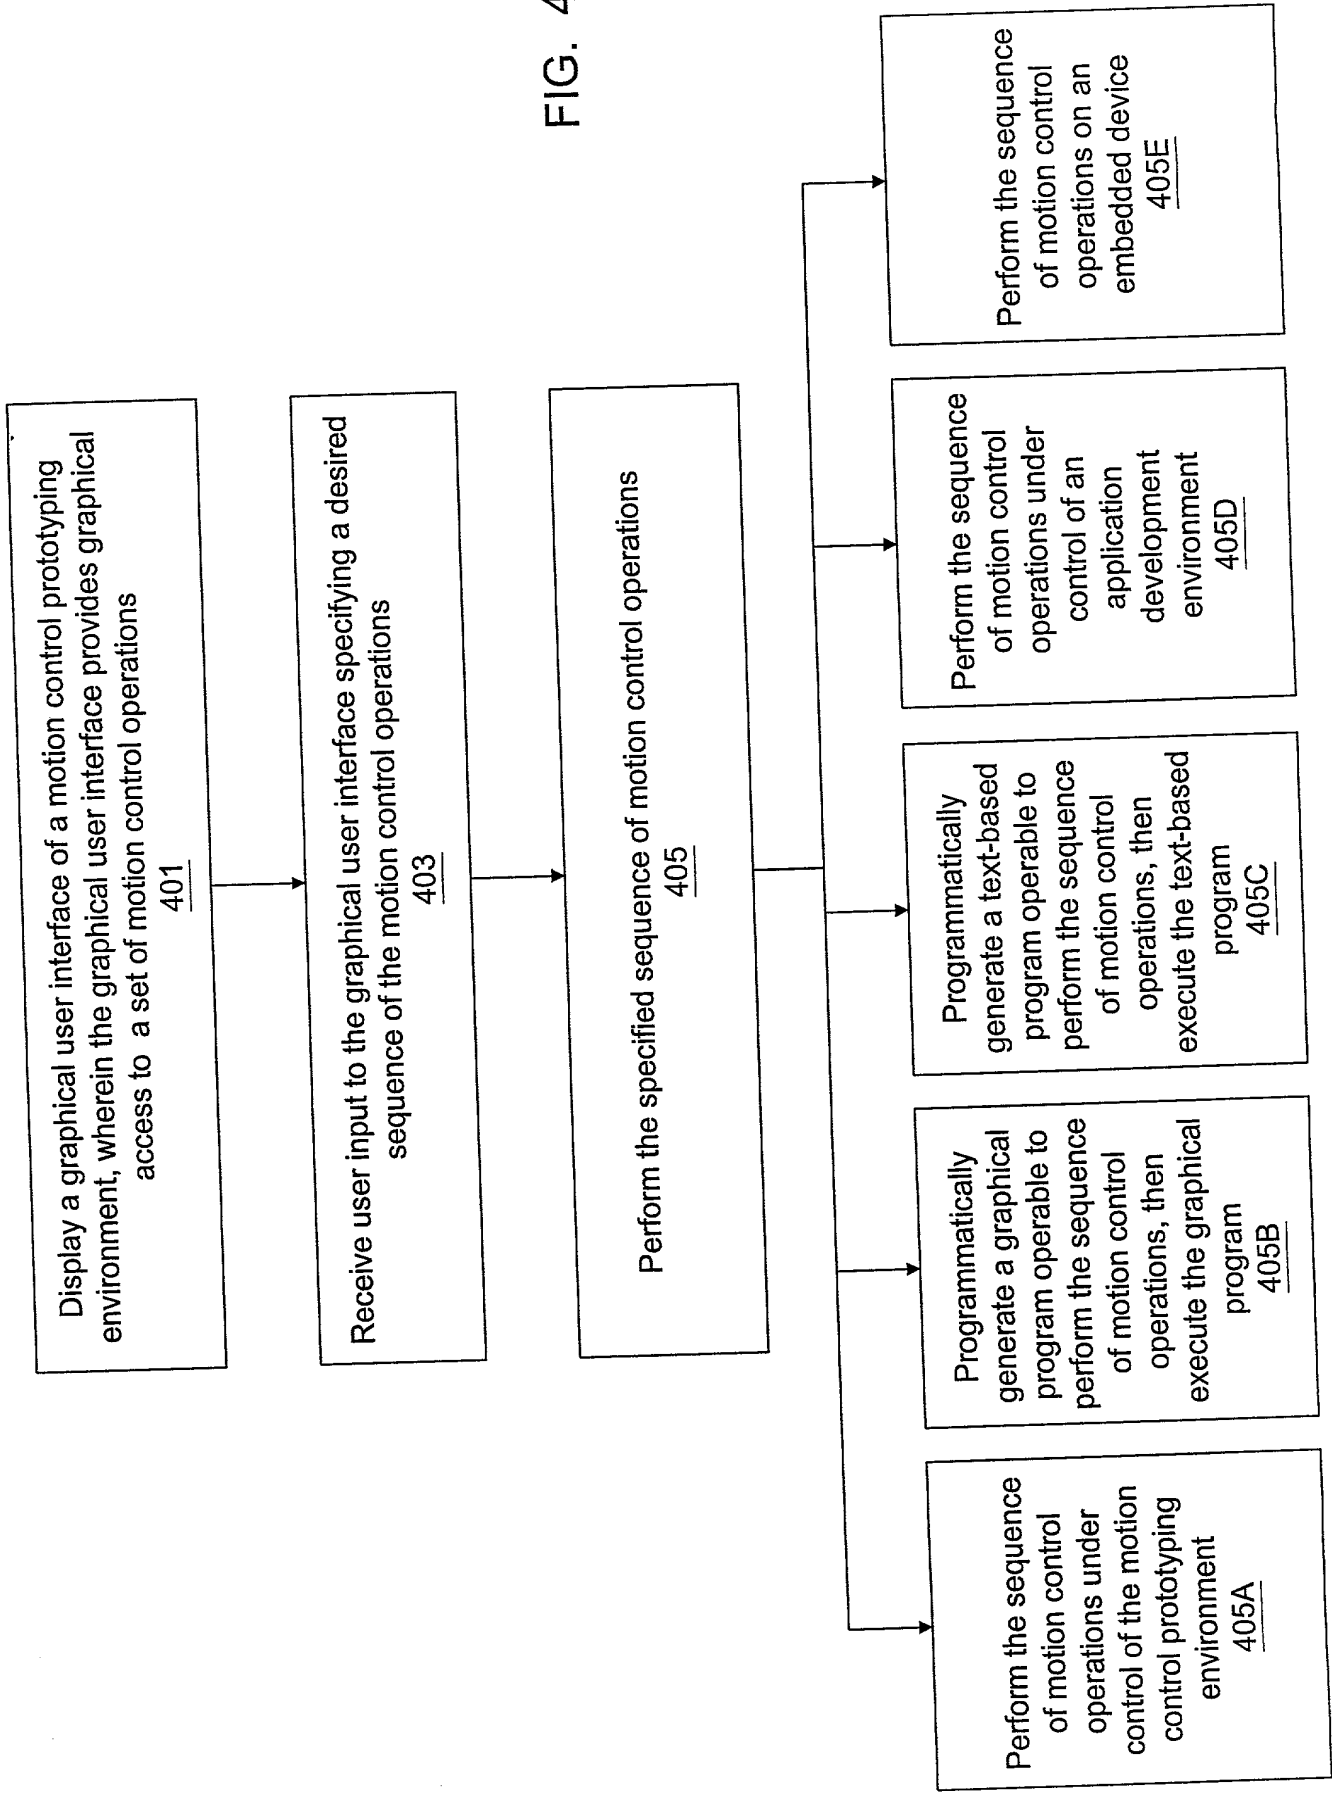 Display a graphical user interface of a motion control prototyping
environment, wherein the graphical user interface provides graphical
access to a set of motion control operations
401
Receive user input to the graphical user interface specifying a desired
sequence of the motion control operations
403
Perform the specified sequence of motion control operations
405
Perform the sequence
of motion control
operations under
control of the motion
control prototyping
environment
405A
Programmatically
generate a graphical
program operable to
perform the sequence
of motion control
operations, then
execute the graphical
program
405B
Programmatically
generate a text-based
program operable to
perform the sequence
of motion control
operations, then
execute the text-based
program
405C
Perform the sequence
of motion control
operations under
control of an
application
development
environment
405D
Perform the sequence
of motion control
operations on an
embedded device
405E
FIG. 4